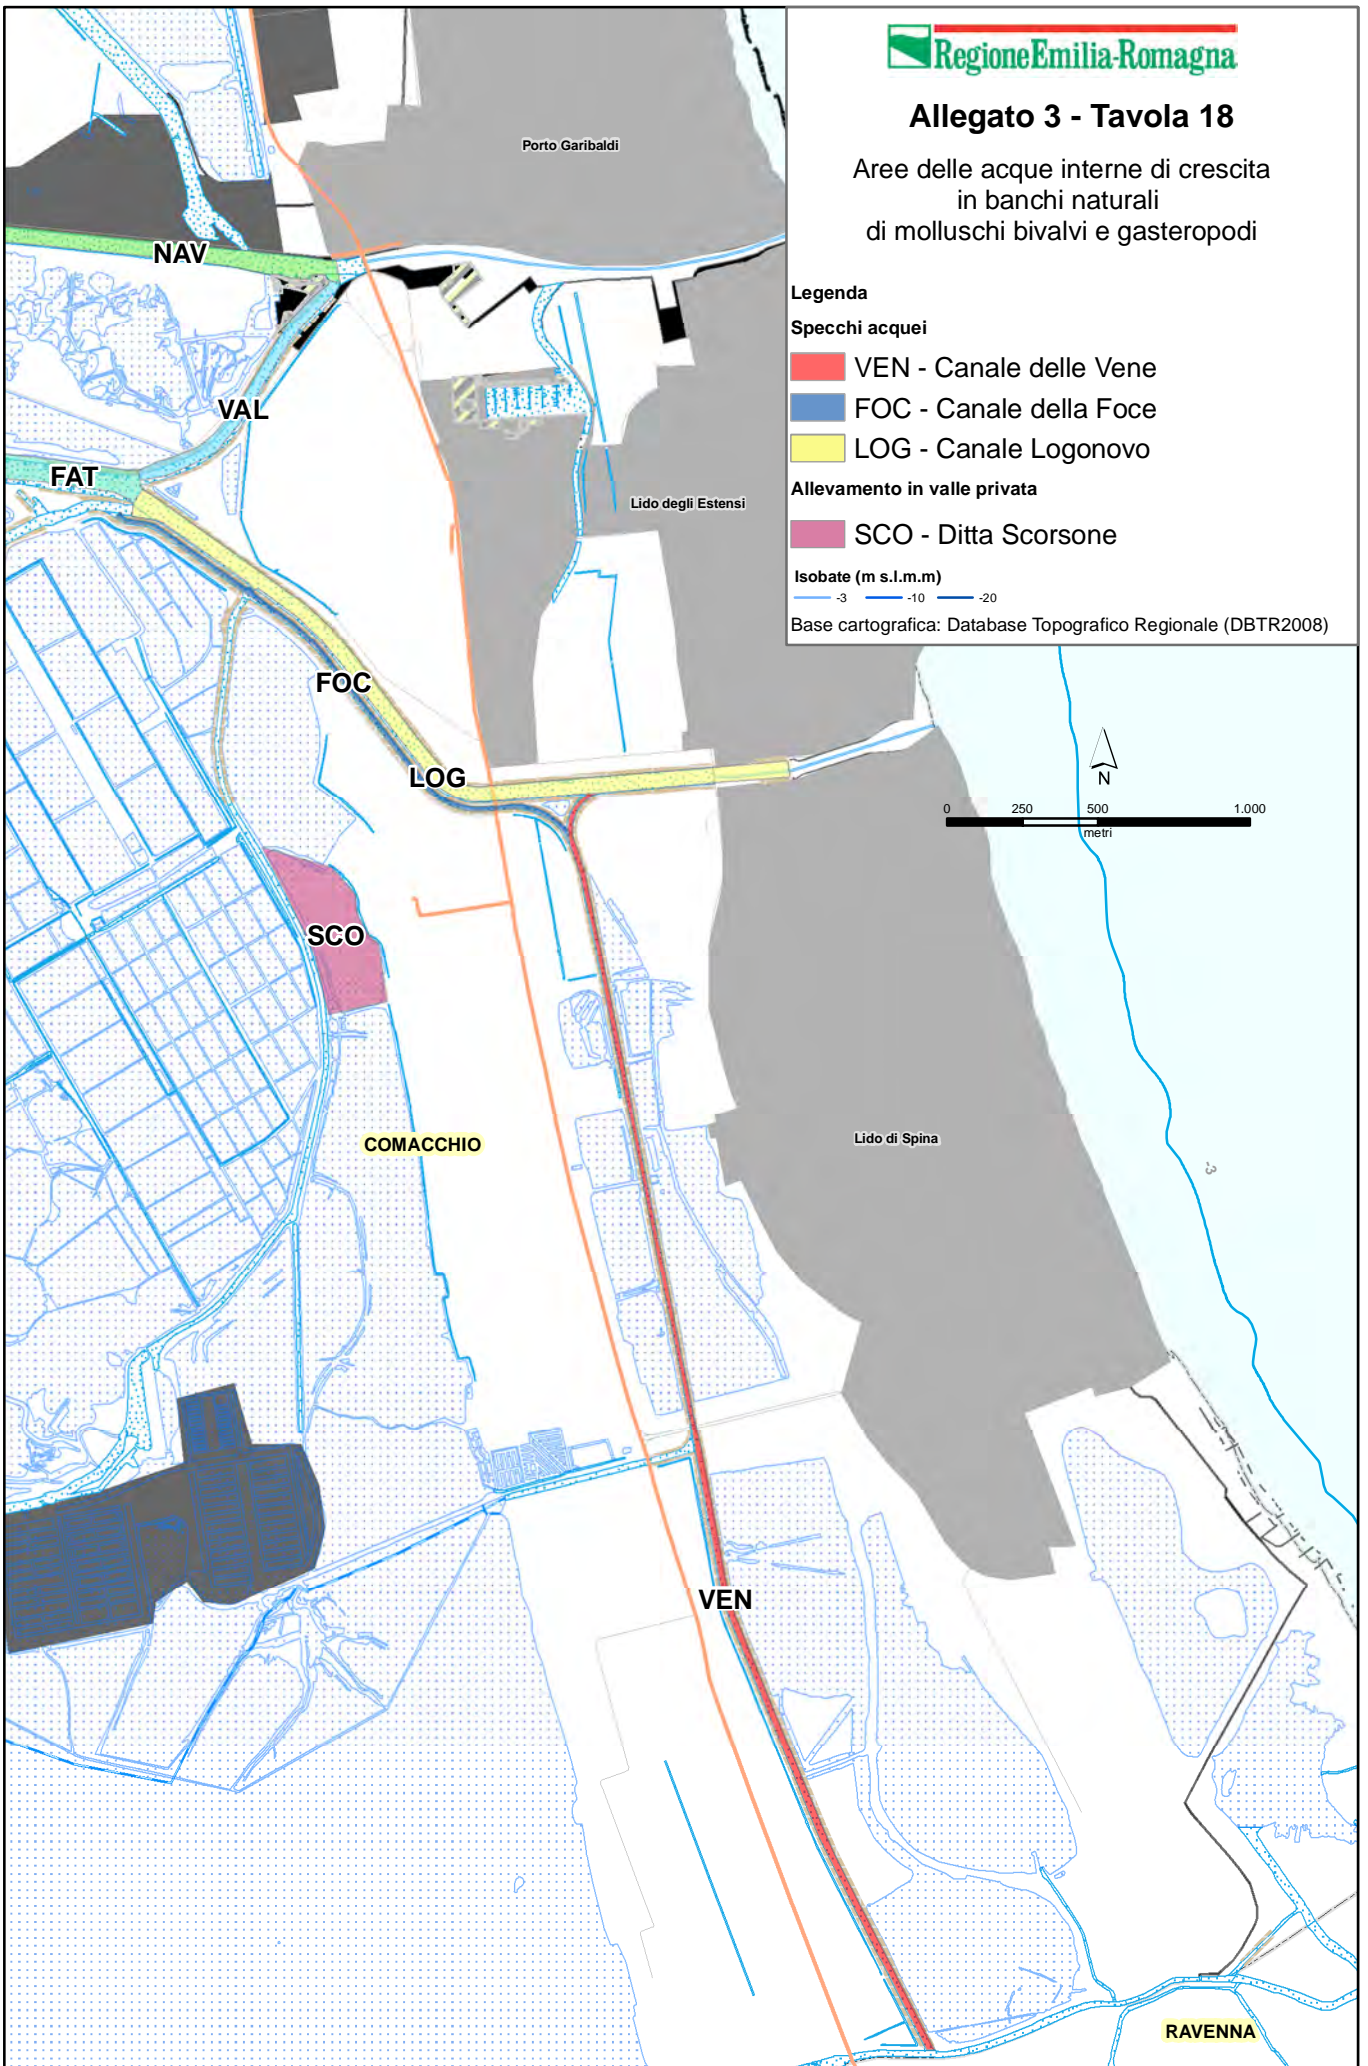 RegioneEmilia-Romagna
Allegato 3 - Tavola 18
Aree delle acque interne di crescita
in banchi naturali
di molluschi bivalvi e gasteropodi
Legenda
Specchi acquei
VEN - Canale delle Vene
FOC - Canale della Foce
LOG - Canale Logonovo
Allevamento in valle privata
SCO - Ditta Scorsone
Isobate (m s.l.m.m)
-3 -10 -20
Base cartografica: Database Topografico Regionale (DBTR2008)
Porto Garibaldi
NAV
VAL
FAT
Lido degli Estensi
FOC
LOG
N
0 250 500 1.000
metri
SCO
COMACCHIO
Lido di Spina
-3
VEN
RAVENNA